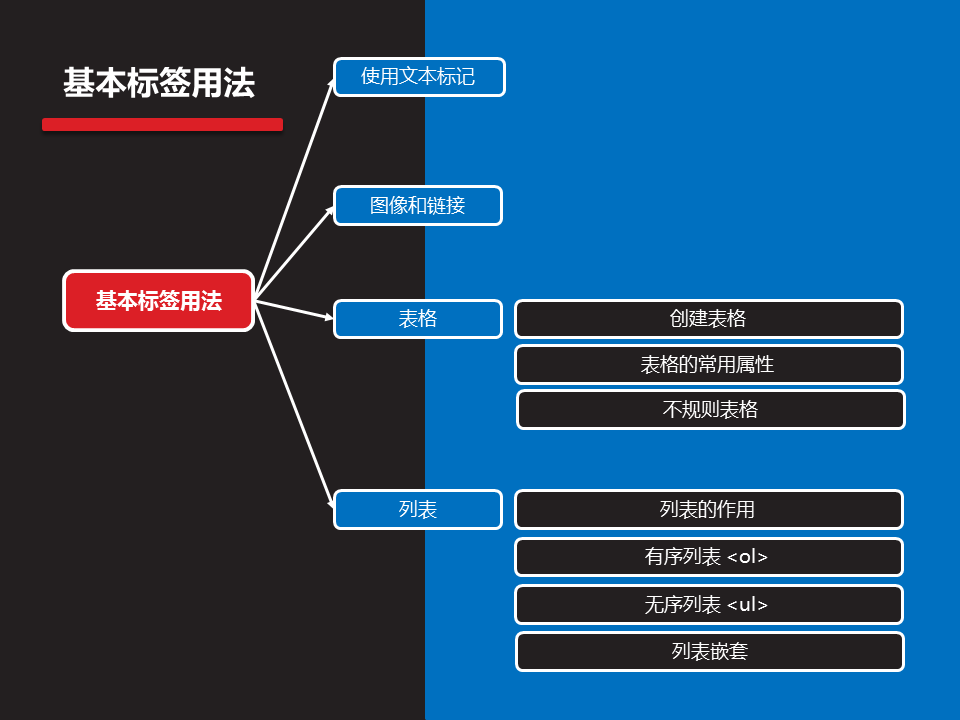 基本标签用法
使用文本标记
图像和链接
基本标签用法
表格
创建表格
表格的常用属性
不规则表格
列表
列表的作用
有序列表 <ol>
无序列表 <ul>
列表嵌套